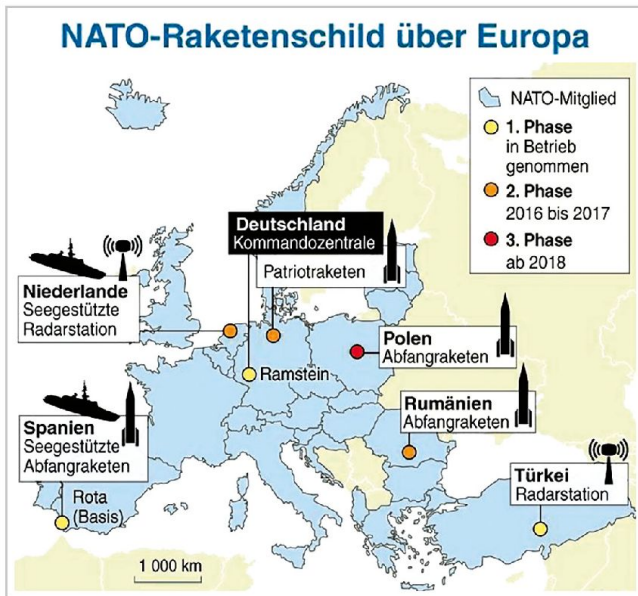 NATO-Raketenschild über Europa
NATO-Mitglied
1. Phase
in Betrieb
genommen
2. Phase
2016 bis 2017
3. Phase
ab 2018
Deutschland
Kommandozentrale
Patriotraketen
Niederlande
Seegestützte
Radarstation
Polen
Abfangraketen
Ramstein
Rumänien
Abfangraketen
Spanien
Seegestützte
Abfangraketen
Türkei
Radarstation
Rota
(Basis)
1 000 km